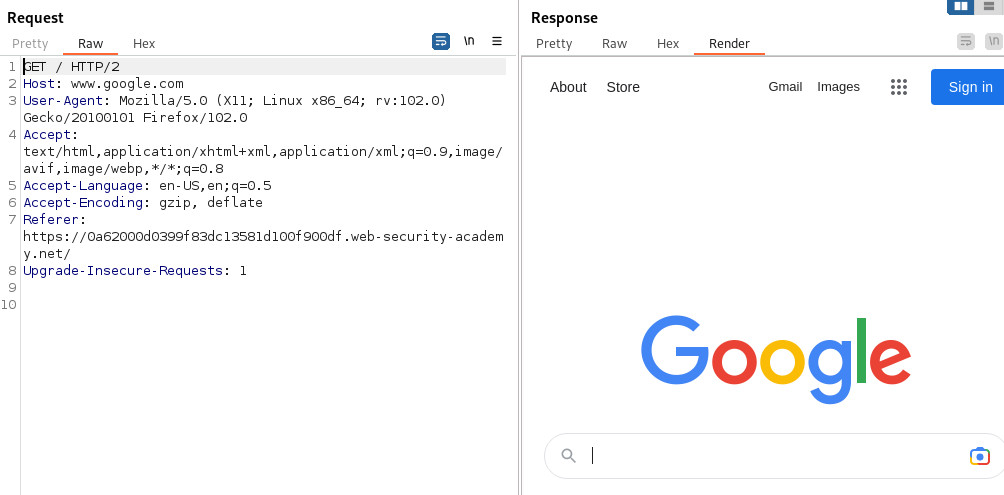 Request
Pretty Raw Hex \n
1 GET / HTTP/2
2 Host: www.google.com
3 User-Agent: Mozilla/5.0 (X11; Linux x86_64; rv:102.0)
Gecko/20100101 Firefox/102.0
4 Accept:
text/html,application/xhtml+xml,application/xml;q=0.9,image/
avif,image/webp,*/*;q=0.8
5 Accept-Language: en-US,en;q=0.5
6 Accept-Encoding: gzip, deflate
7 Referer:
https://0a62000d0399f83dc13581d100f900df.web-security-academ
y.net/
8 Upgrade-Insecure-Requests: 1
9
10
Response
Pretty Raw Hex Render \n
About Store Gmail Images Sign in
Google